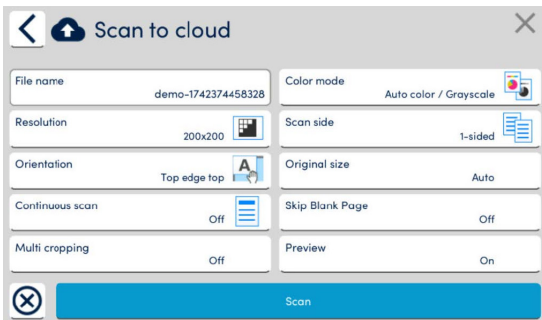 Scan to cloud
File name
demo-1742374458328
Color mode
Auto color / Grayscale
Resolution
200x200
Scan side
1-sided
Orientation
Top edge top
A
Original size
Auto
Continuous scan
Off
Skip Blank Page
Off
Multi cropping
Off
Preview
On
Scan